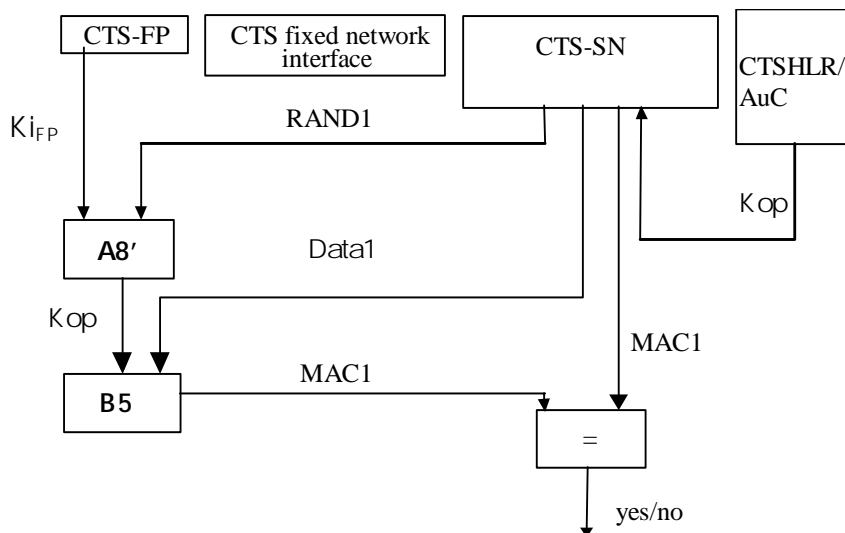 CTS-FP
CTS fixed network
interface
CTS-SN
CTSHLR/
AuC
KiFP
RAND1
Kop
A8'
Data1
Kop
MAC1
MAC1
B5
=
yes/no